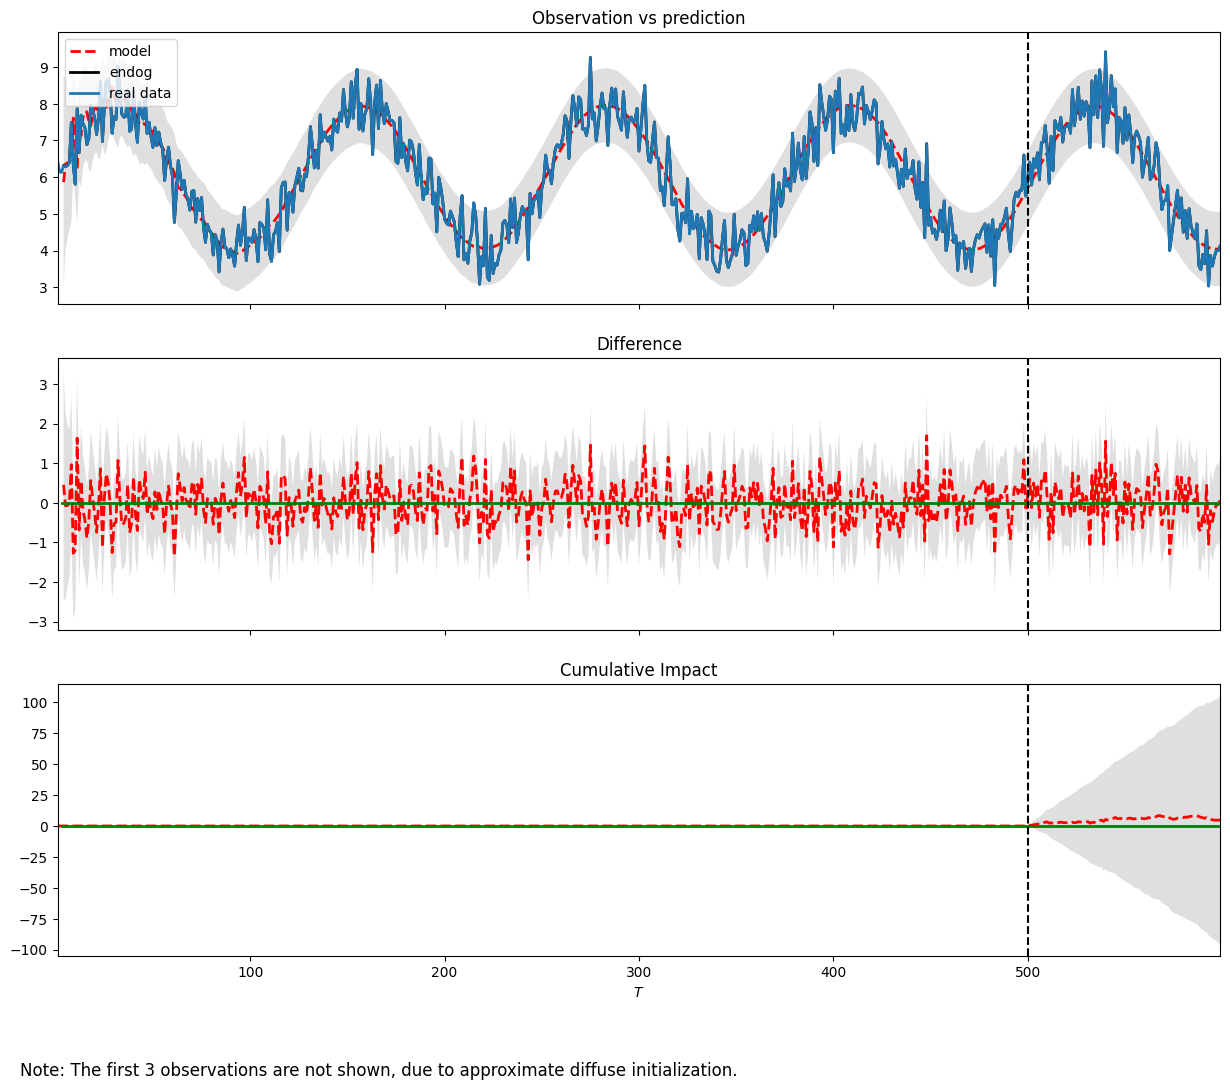 Observation vs prediction
model
endog
real data
9
8
7
6
5
4
3
Difference
3
2
1
0
−1
−2
−3
Cumulative Impact
100
75
50
25
0
−25
−50
−75
−100
100 200 300 400 500
T
Note: The first 3 observations are not shown, due to approximate diffuse initialization.